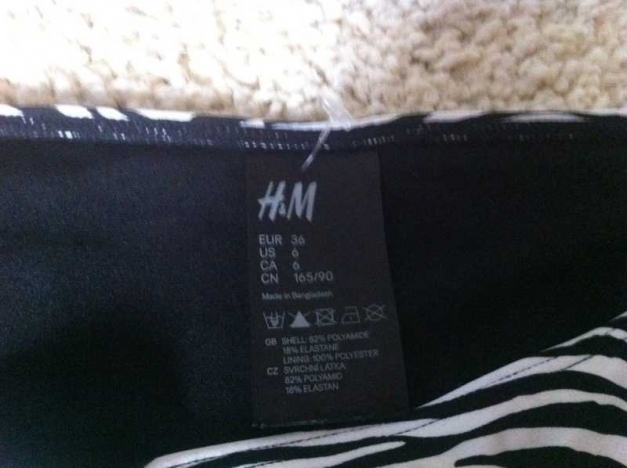 H&M
EUR 36
US 6
CA 6
CN 165/90
Made in Bangladesh
GB SHELL: 82% POLYAMIDE
18% ELASTANE
LINING: 100% POLYESTER
CZ SVRCHNÍ LÁTKA:
82% POLYAMID
18% ELASTAN